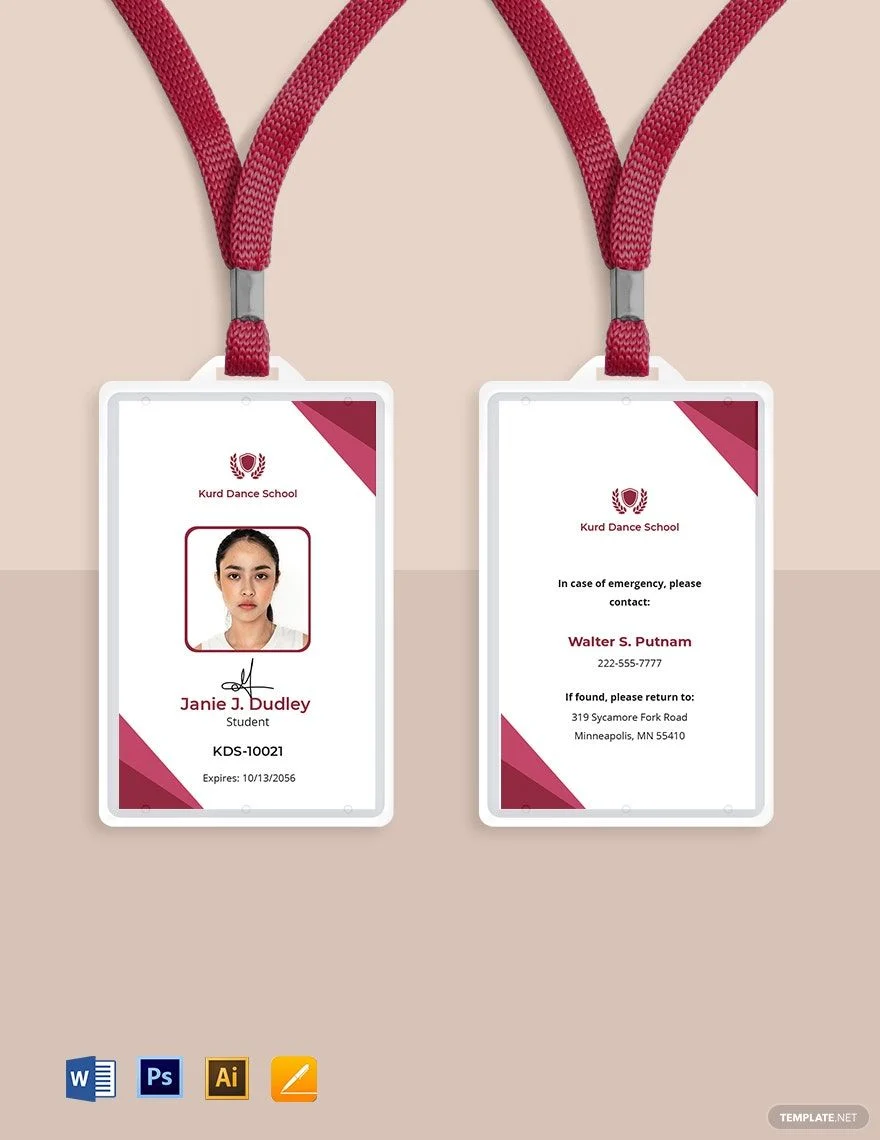 Kurd Dance School
Janie J. Dudley
Student
KDS-10021
Expires: 10/13/2056
Kurd Dance School
In case of emergency, please
contact:
Walter S. Putnam
222-555-7777
If found, please return to:
319 Sycamore Fork Road
Minneapolis, MN 55410
W
Ps
Ai
TEMPLATE.NET